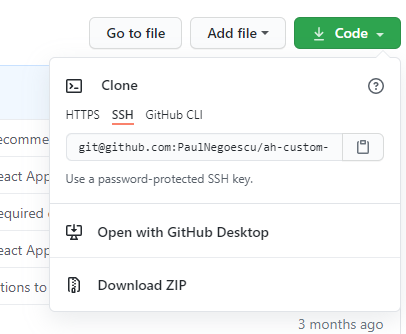 Go to file Add file Code
Clone
HTTPS SSH GitHub CLI
git@github.com:PaulNegoescu/ah-custom-
Use a password-protected SSH key.
Open with GitHub Desktop
Download ZIP
ecomme
eact App
equired
eact App
tions to
3 months ago